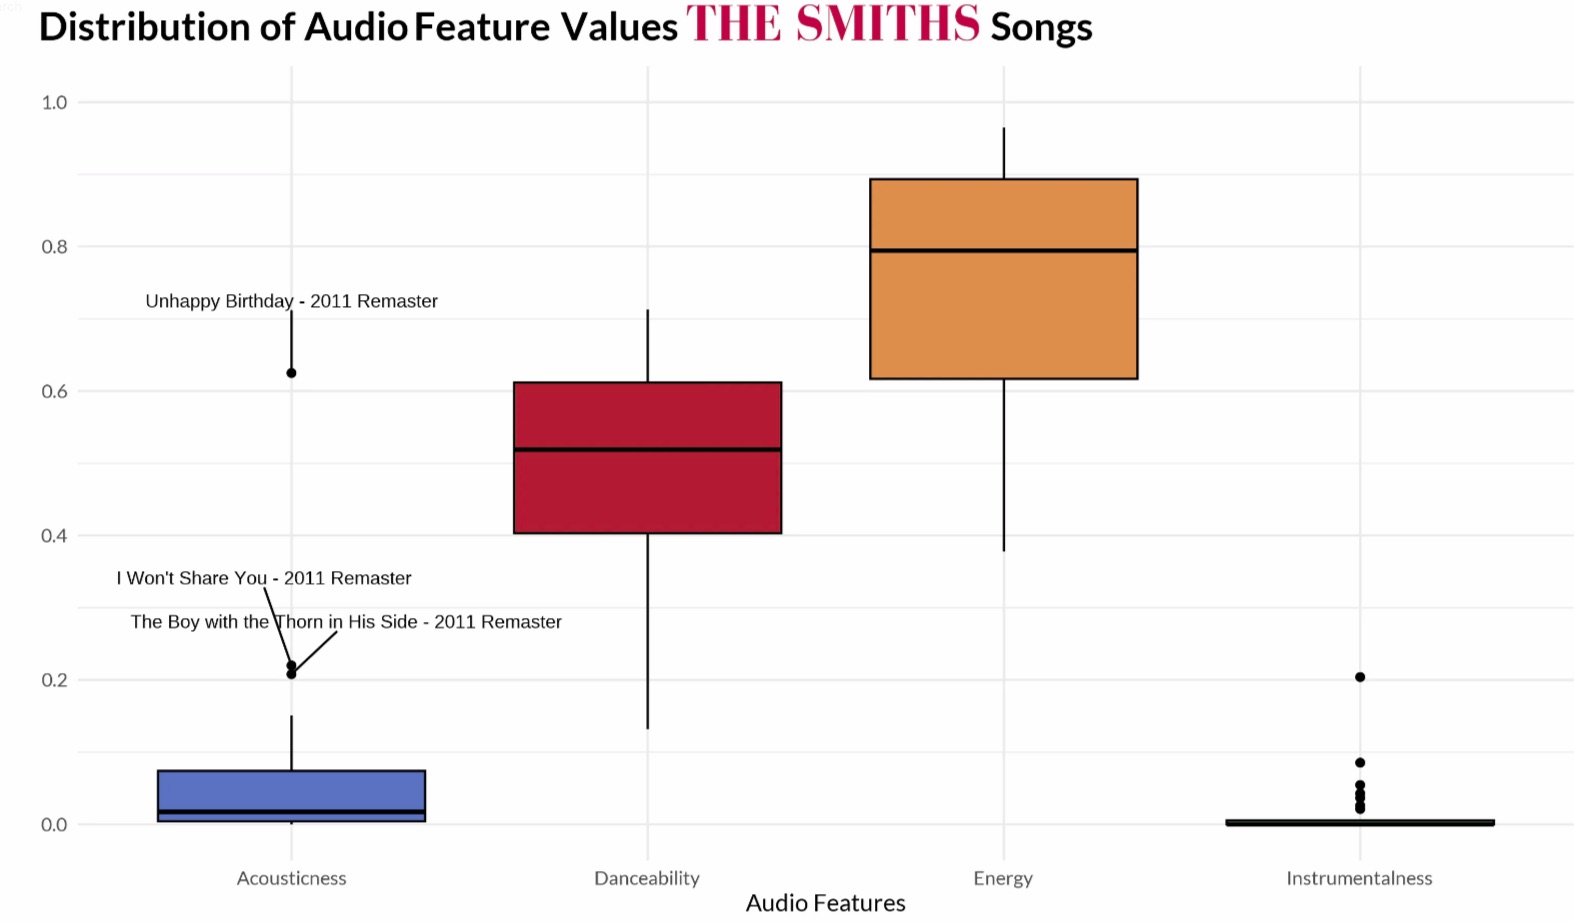 Distribution of Audio Feature Values THE SMITHS Songs
1.0
0.8
Unhappy Birthday - 2011 Remaster
0.6
0.4
I Won't Share You - 2011 Remaster
The Boy with the Thorn in His Side - 2011 Remaster
0.2
0.0
Acousticness Danceability Energy Instrumentalness
Audio Features